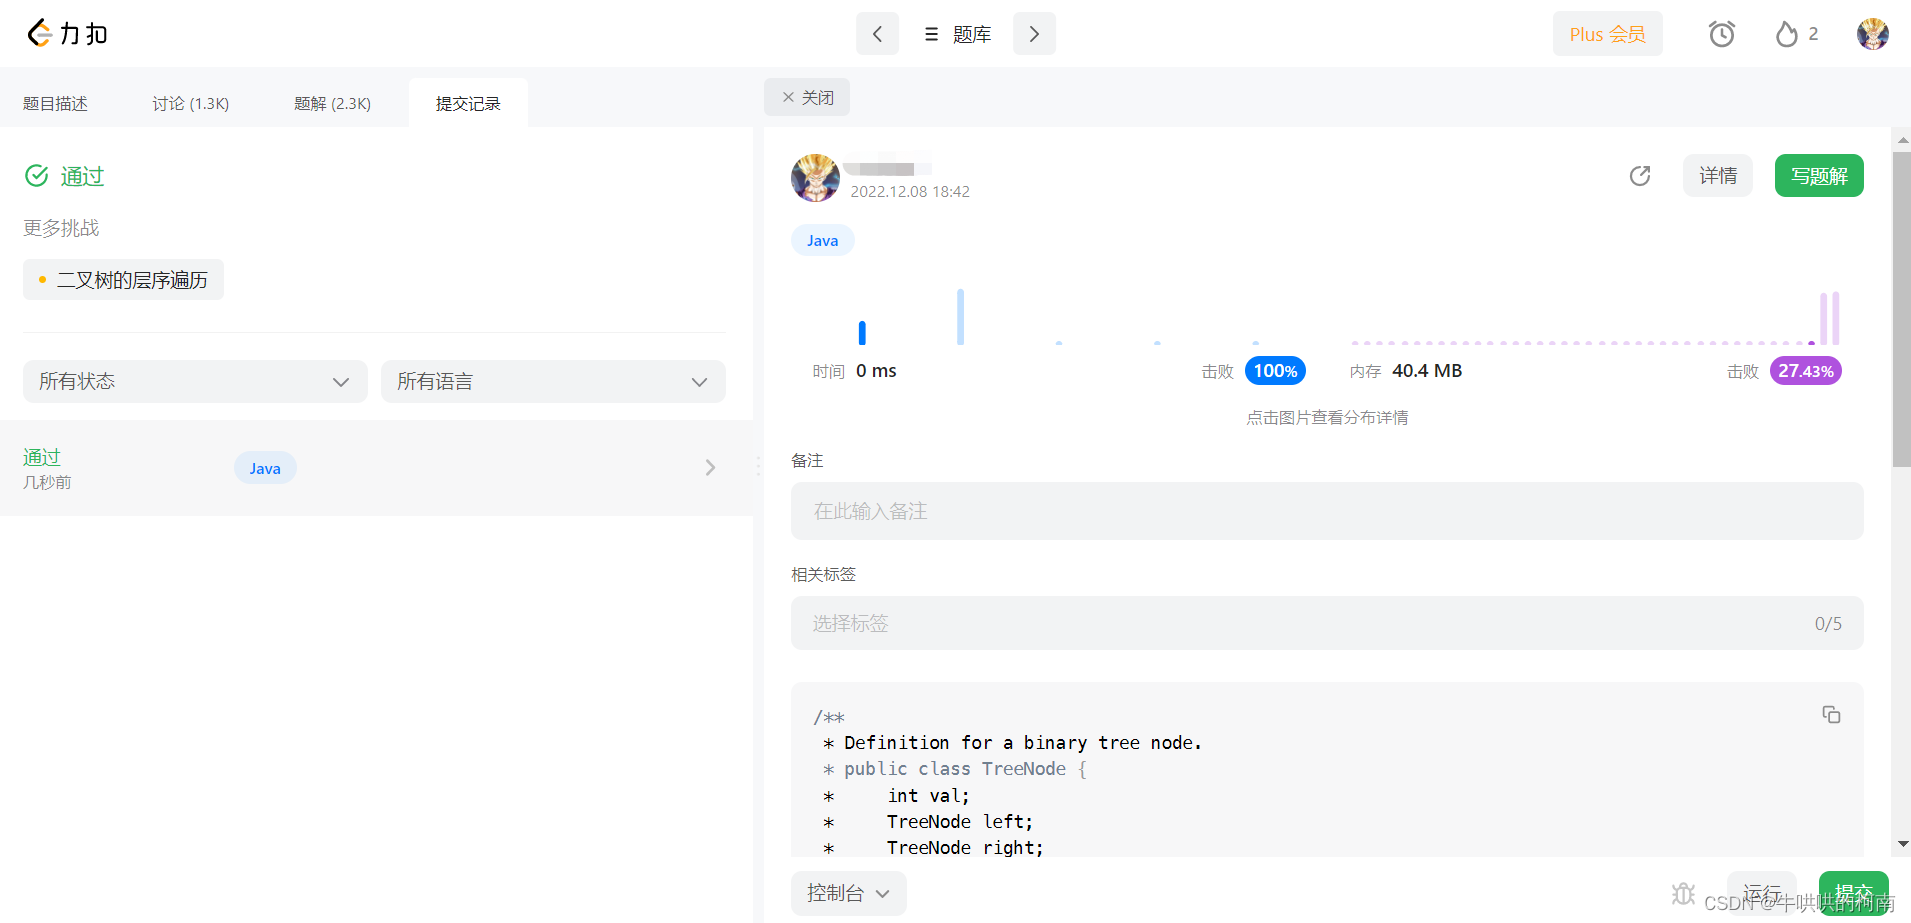 力扣
题库
Plus 会员
2
题目描述
讨论 (1.3K)
题解 (2.3K)
提交记录
关闭
通过
更多挑战
二叉树的层序遍历
所有状态
所有语言
通过
几秒前
Java
2022.12.08 18:42
详情
写题解
Java
时间 0 ms
击败 100%
内存 40.4 MB
击败 27.43%
点击图片查看分布详情
备注
在此输入备注
相关标签
选择标签
0/5
/**
* Definition for a binary tree node.
* public class TreeNode {
*     int val;
*     TreeNode left;
*     TreeNode right;
控制台
运行
提交
CSDN @牛哄哄的柯南